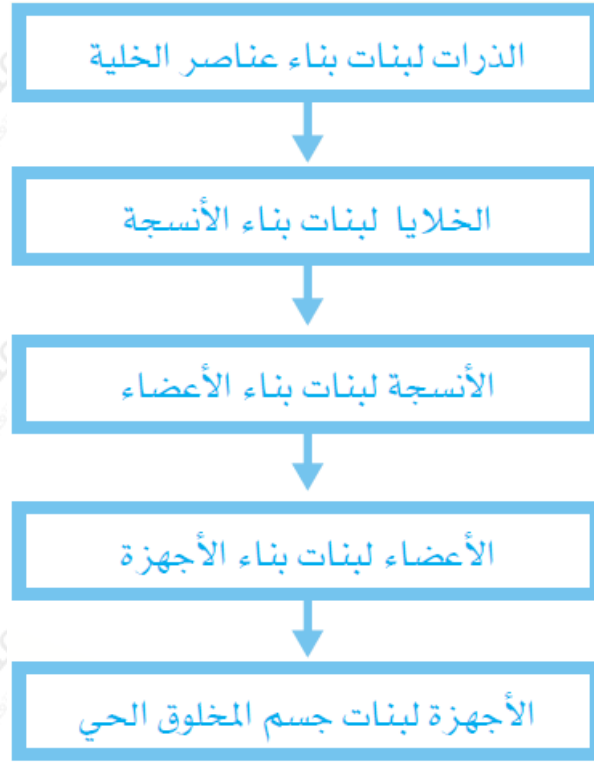 الذرات لبنات بناء عناصر الخلية
الخلايا لبنات بناء الأنسجة
الأنسجة لبنات بناء الأعضاء
الأعضاء لبنات بناء الأجهزة
الأجهزة لبنات جسم المخلوق الحي